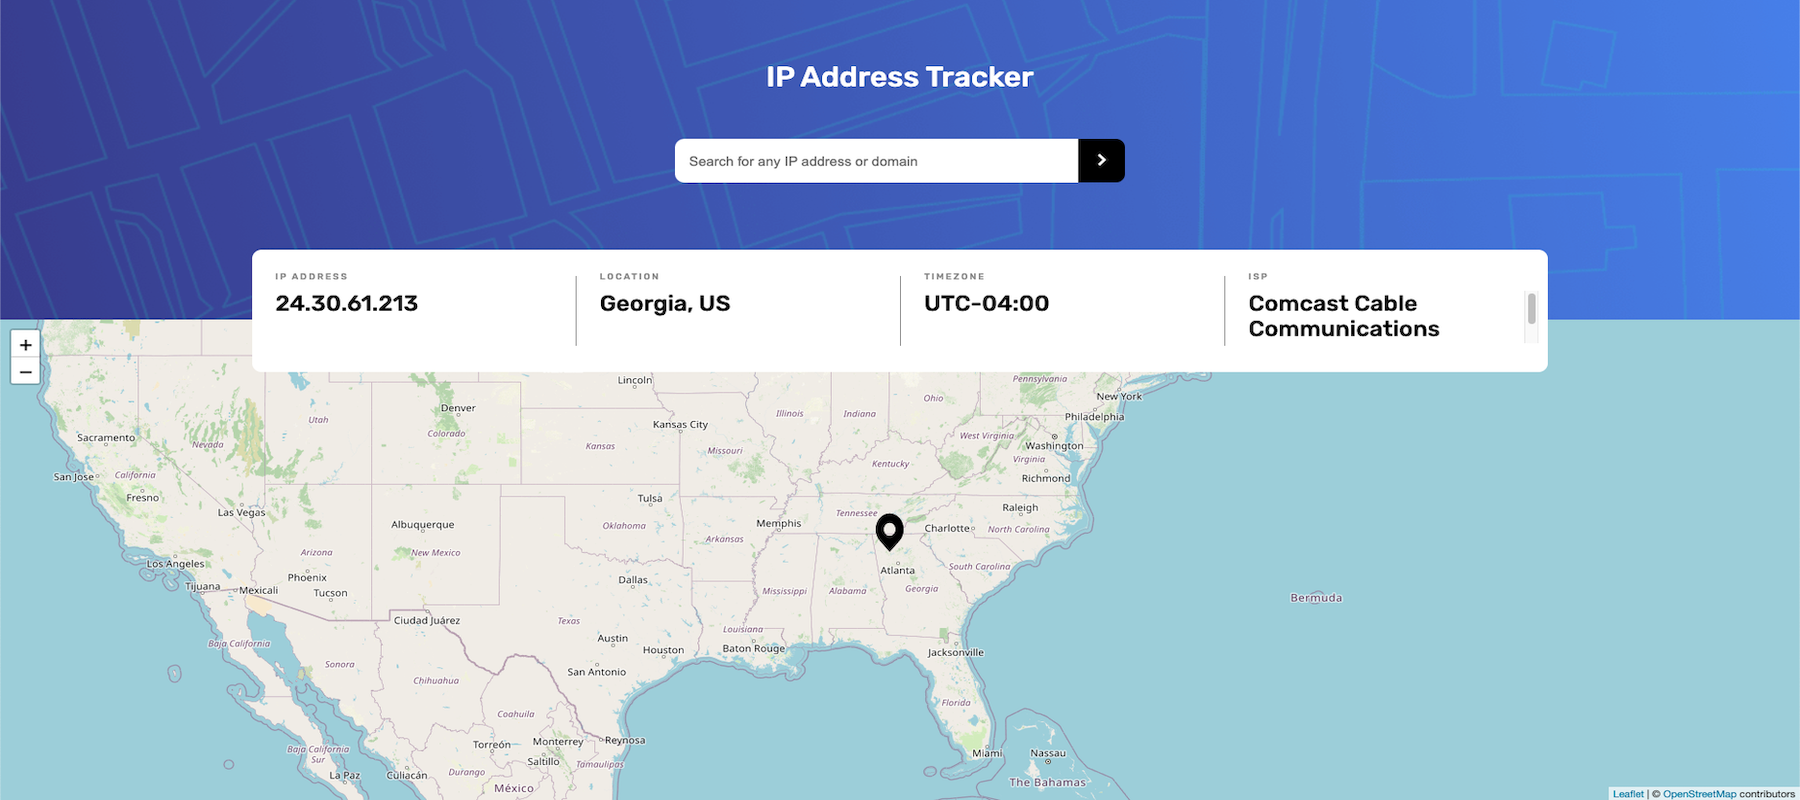 IP Address Tracker
Search for any IP address or domain
IP ADDRESS
24.30.61.213
LOCATION
Georgia, US
TIMEZONE
UTC-04:00
ISP
Comcast Cable
Communications
+
−
Lincoln
Pennsylvania
New York
Denver
Utah
Illinois
Indiana
Ohio
Philadelphia
Sacramento
Nevada
Colorado
Kansas City
Kansas
Missouri
West Virginia
Washington
San Jose
California
Kentucky
Virginia
Fresno
Richmond
Las Vegas
Tulsa
Albuquerque
Oklahoma
Memphis
Tennessee
Charlotte
Raleigh
North Carolina
Arkansas
Los Angeles
Arizona
New Mexico
Phoenix
Atlanta
South Carolina
Tijuana
Mexicali
Tucson
Dallas
Mississippi
Alabama
Georgia
Bermuda
Ciudad Juárez
Texas
Louisiana
Baja California
Austin
Houston
Baton Rouge
Jacksonville
Sonora
San Antonio
Chihuahua
Florida
Coahuila
Baja California
Sur
Torreón
Monterrey
Reynosa
Saltillo
Tamaulipas
Miami
Nassau
La Paz
Culiacán
Durango
México
The Bahamas
Leaflet | © OpenStreetMap contributors